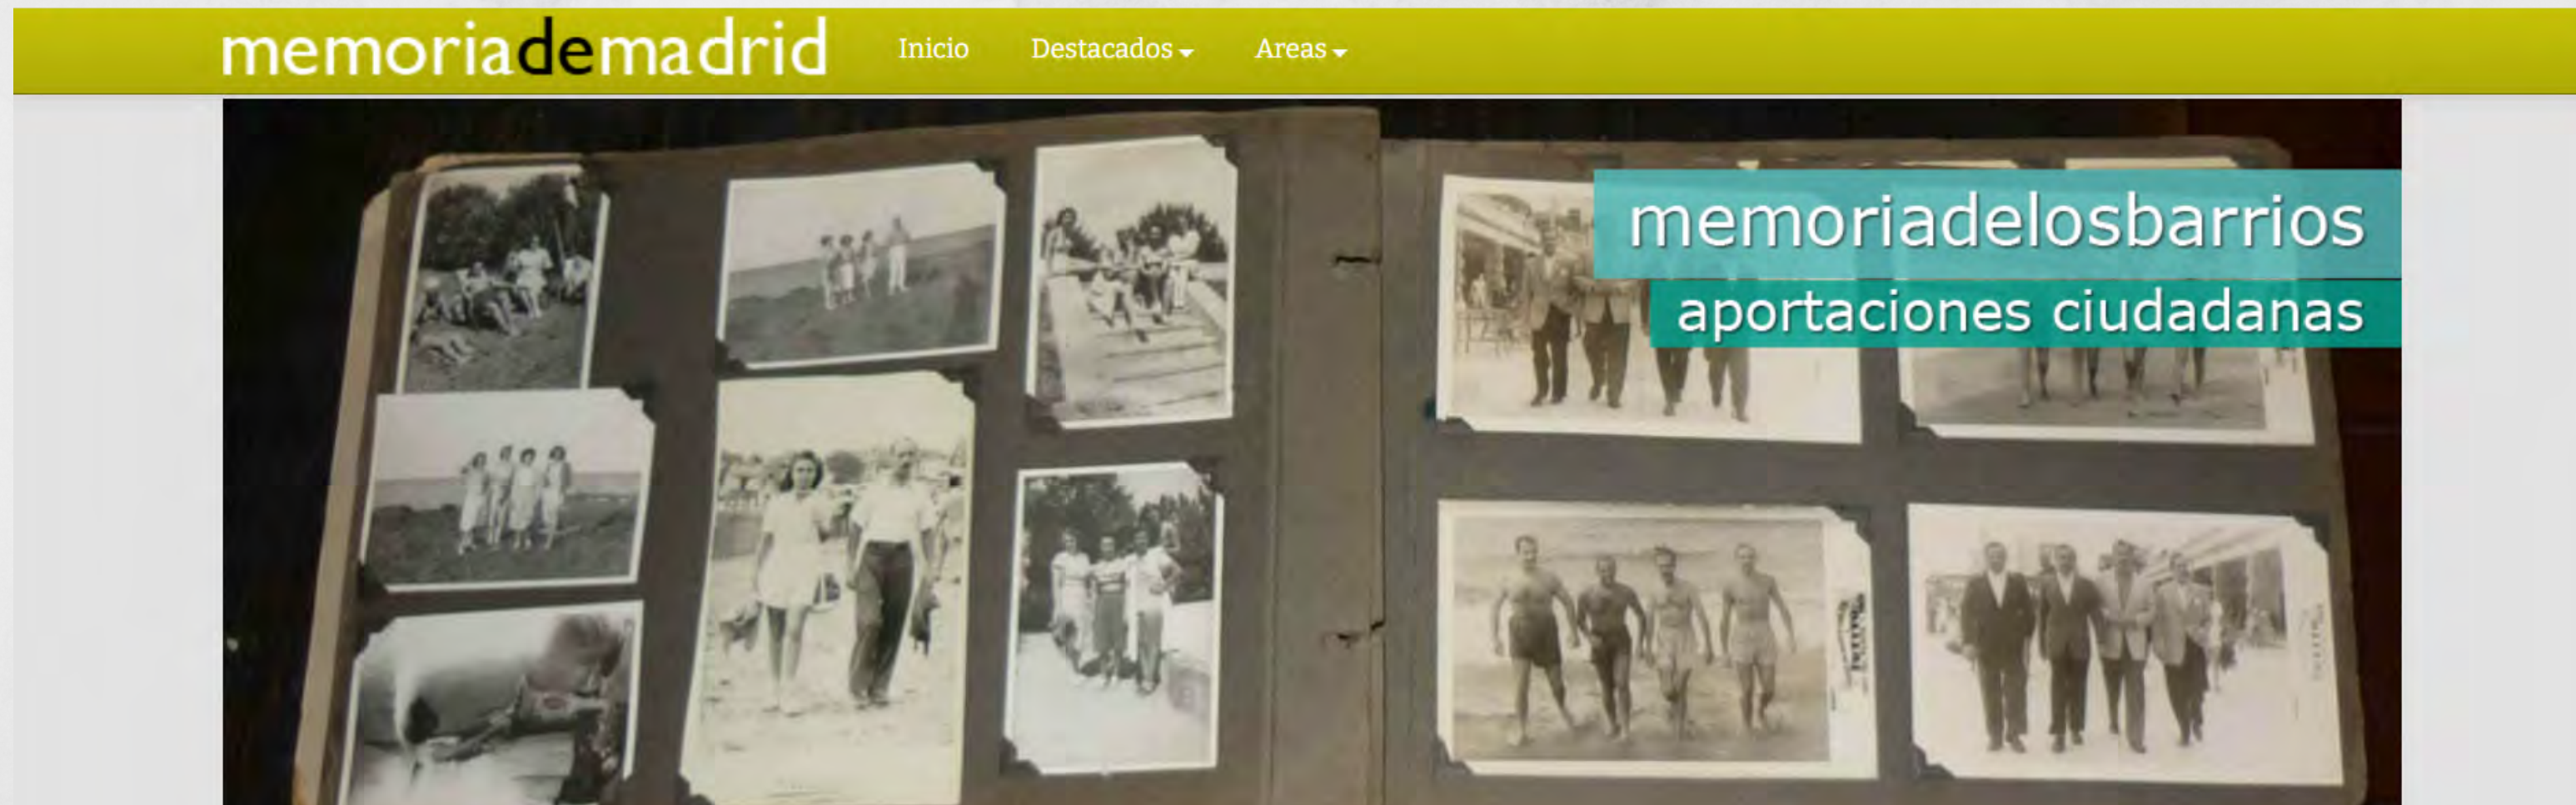 memoriademadrid
Inicio
Destacados
Areas
memoriadelosbarrios
aportaciones ciudadanas